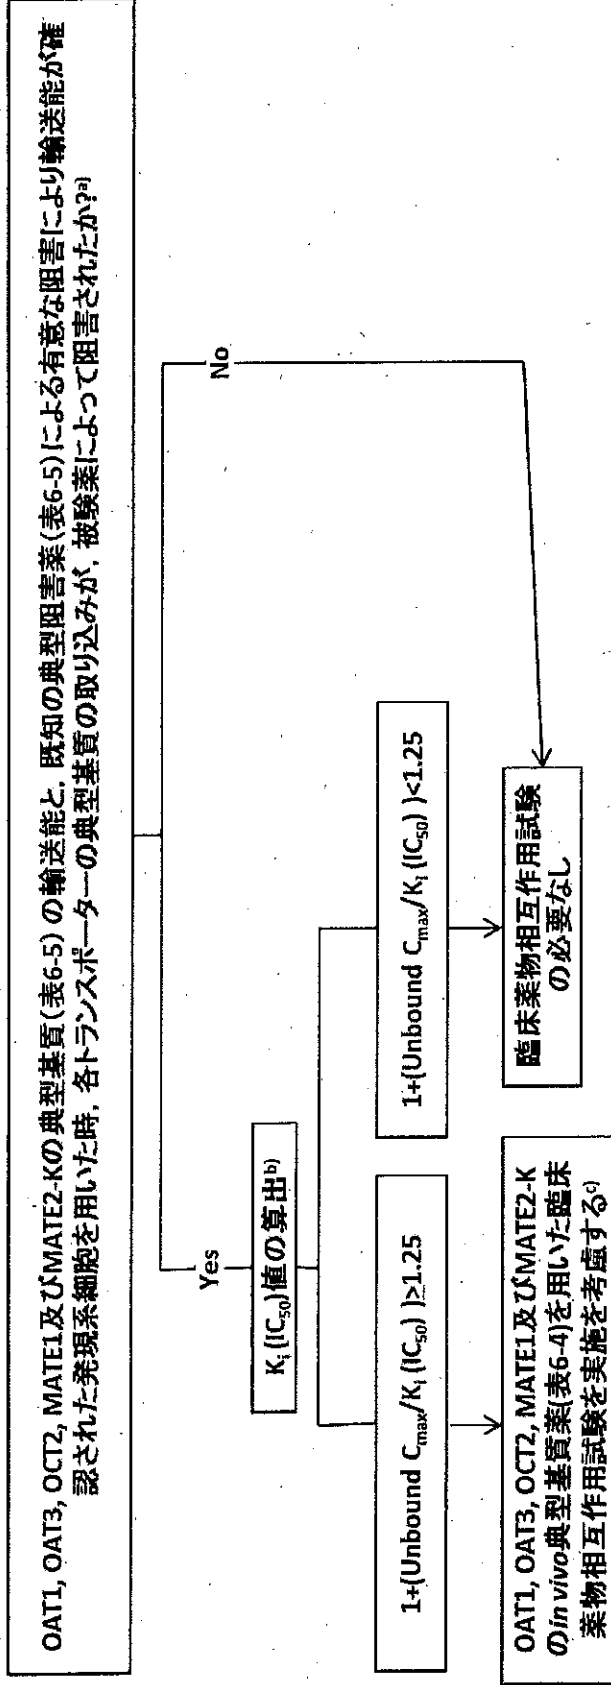 OAT1, OAT3, OCT2, MATE1及びMATE2-Kの典型基質(表6-5) の輸送能と, 既知の典型阻害薬(表6-5)による有意な阻害により輸送能が確
認された発現系細胞を用いた時, 各トランスポーターの典型基質の取り込みが, 被験薬によって阻害されたか?a)
Yes
No
Ki (IC50)値の算出b)
1+(Unbound Cmax/Ki (IC50) )≥1.25
1+(Unbound Cmax/Ki (IC50) )<1.25
OAT1, OAT3, OCT2, MATE1及びMATE2-K
のin vivo典型基質薬(表6-4)を用いた臨床
薬物相互作用試験を実施を考慮するc)
臨床薬物相互作用試験
の必要なし